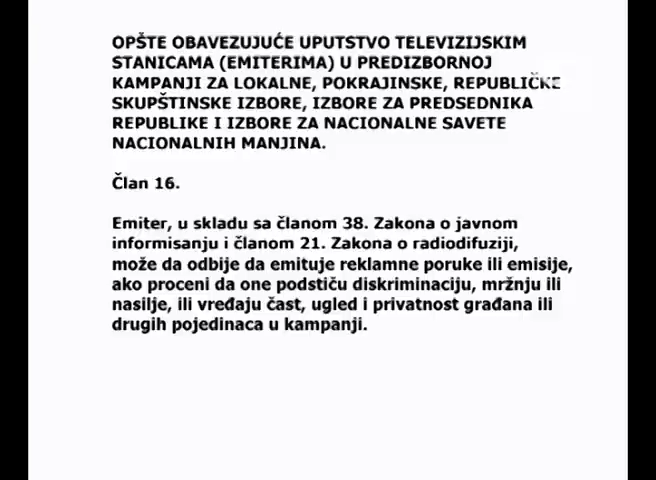 OPŠTE OBAVEZUJUĆE UPUTSTVO TELEVIZIJSKIM
STANICAMA (EMITERIMA) U PREDIZBORNOJ
KAMPANJI ZA LOKALNE, POKRAJINSKE, REPUBLIČKE
SKUPŠTINSKE IZBORE, IZBORE ZA PREDSEDNIKA
REPUBLIKE I IZBORE ZA NACIONALNE SAVETE
NACIONALNIH MANJINA.
Član 16.
Emiter, u skladu sa članom 38. Zakona o javnom
informisanju i članom 21. Zakona o radiodifuziji,
može da odbije da emituje reklamne poruke ili emisije,
ako proceni da one podstiču diskriminaciju, mržnju ili
nasilje, ili vređaju čast, ugled i privatnost građana ili
drugih pojedinaca u kampanji.